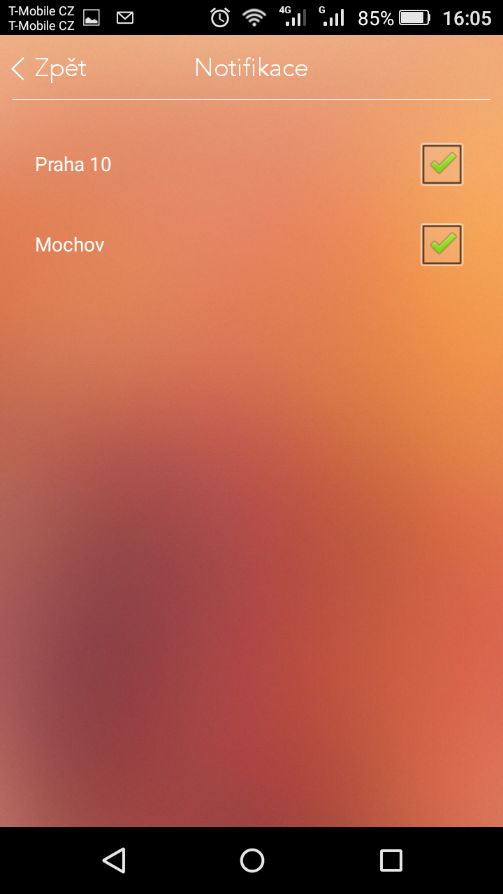 T-Mobile CZ
T-Mobile CZ
4G
G
85%
16:05
Zpět
Notifikace
Praha 10
Mochov